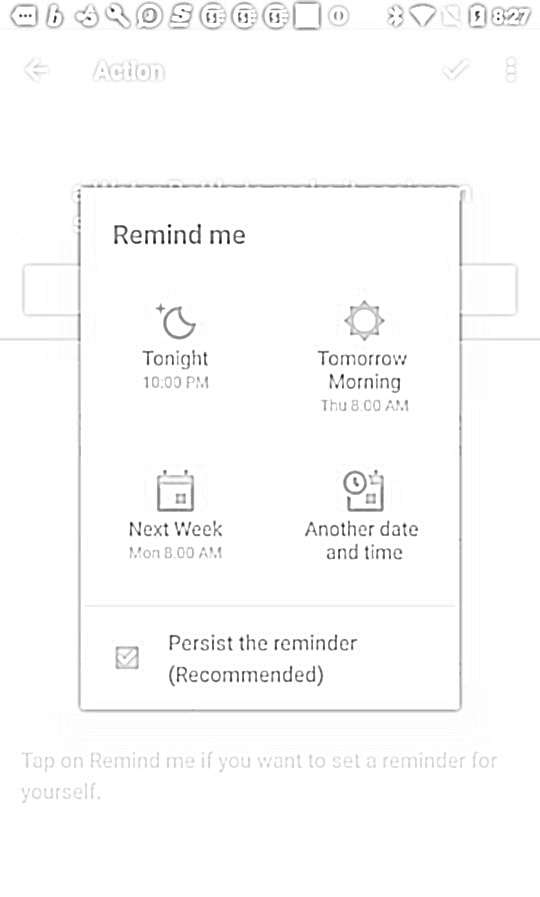 8:27
Action
Remind me
Tonight
10:00 PM
Tomorrow
Morning
Thu 8.00 AM
Next Week
Mon 8.00 AM
Another date
and time
Persist the reminder
(Recommended)
Tap on Remind me if you want to set a reminder for
yourself.